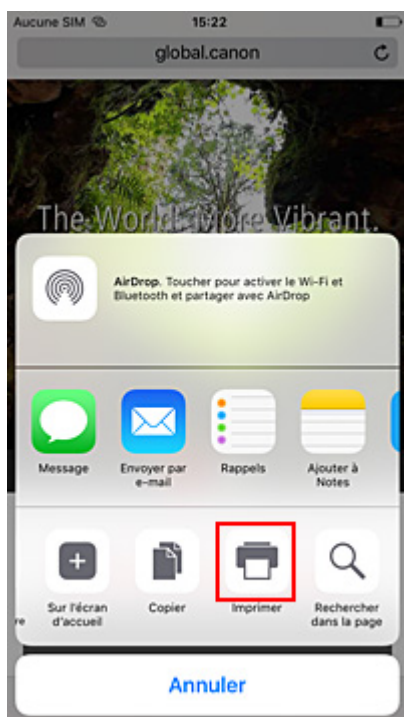 Aucune SIM 15:22
global.canon
The World. More Vibrant.
AirDrop. Toucher pour activer le Wi-Fi et
Bluetooth et partager avec AirDrop
Message
Envoyer par
e-mail
Rappels
Ajouter à
Notes
re
Sur l'écran
d'accueil
Copier
Imprimer
Rechercher
dans la page
Annuler